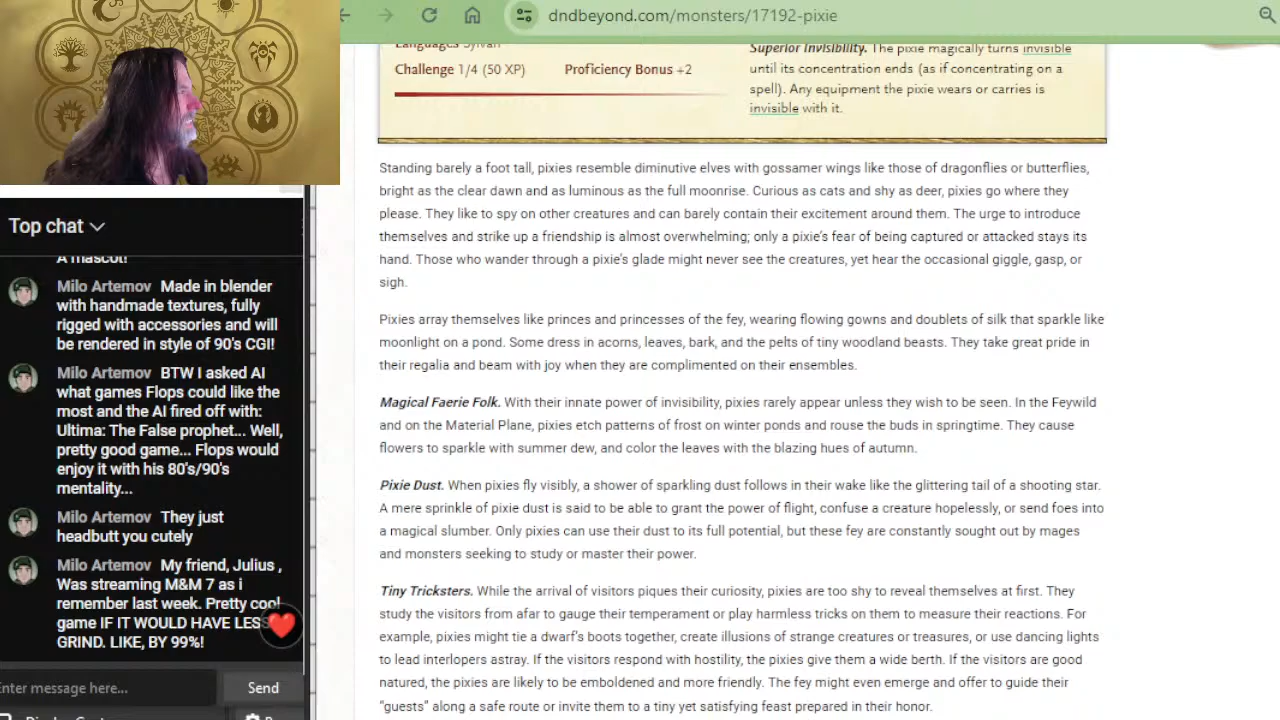 dndbeyond.com/monsters/17192-pixie
Languages Sylvan
Challenge 1/4 (50 XP) Proficiency Bonus +2
Superior Invisibility. The pixie magically turns invisible
until its concentration ends (as if concentrating on a
spell). Any equipment the pixie wears or carries is
invisible with it.
Standing barely a foot tall, pixies resemble diminutive elves with gossamer wings like those of dragonflies or butterflies,
bright as the clear dawn and as luminous as the full moonrise. Curious as cats and shy as deer, pixies go where they
please. They like to spy on other creatures and can barely contain their excitement around them. The urge to introduce
themselves and strike up a friendship is almost overwhelming; only a pixie's fear of being captured or attacked stays its
hand. Those who wander through a pixie's glade might never see the creatures, yet hear the occasional giggle, gasp, or
sigh.
Pixies array themselves like princes and princesses of the fey, wearing flowing gowns and doublets of silk that sparkle like
moonlight on a pond. Some dress in acorns, leaves, bark, and the pelts of tiny woodland beasts. They take great pride in
their regalia and beam with joy when they are complimented on their ensembles.
Magical Faerie Folk. With their innate power of invisibility, pixies rarely appear unless they wish to be seen. In the Feywild
and on the Material Plane, pixies etch patterns of frost on winter ponds and rouse the buds in springtime. They cause
flowers to sparkle with summer dew, and color the leaves with the blazing hues of autumn.
Pixie Dust. When pixies fly visibly, a shower of sparkling dust follows in their wake like the glittering tail of a shooting star.
A mere sprinkle of pixie dust is said to be able to grant the power of flight, confuse a creature hopelessly, or send foes into
a magical slumber. Only pixies can use their dust to its full potential, but these fey are constantly sought out by mages
and monsters seeking to study or master their power.
Tiny Tricksters. While the arrival of visitors piques their curiosity, pixies are too shy to reveal themselves at first. They
study the visitors from afar to gauge their temperament or play harmless tricks on them to measure their reactions. For
example, pixies might tie a dwarf's boots together, create illusions of strange creatures or treasures, or use dancing lights
to lead interlopers astray. If the visitors respond with hostility, the pixies give them a wide berth. If the visitors are good
natured, the pixies are likely to be emboldened and more friendly. The fey might even emerge and offer to guide their
"guests" along a safe route or invite them to a tiny yet satisfying feast prepared in their honor.
Top chat
A mascot!
Milo Artemov Made in blender
with handmade textures, fully
rigged with accessories and will
be rendered in style of 90's CGI!
Milo Artemov BTW I asked AI
what games Flops could like the
most and the AI fired off with:
Ultima: The False prophet... Well,
pretty good game... Flops would
enjoy it with his 80's/90's
mentality...
Milo Artemov They just
headbutt you cutely
Milo Artemov My friend, Julius ,
Was streaming M&M 7 as i
remember last week. Pretty cool
game IF IT WOULD HAVE LESS
GRIND. LIKE, BY 99%!
Enter message here...
Send